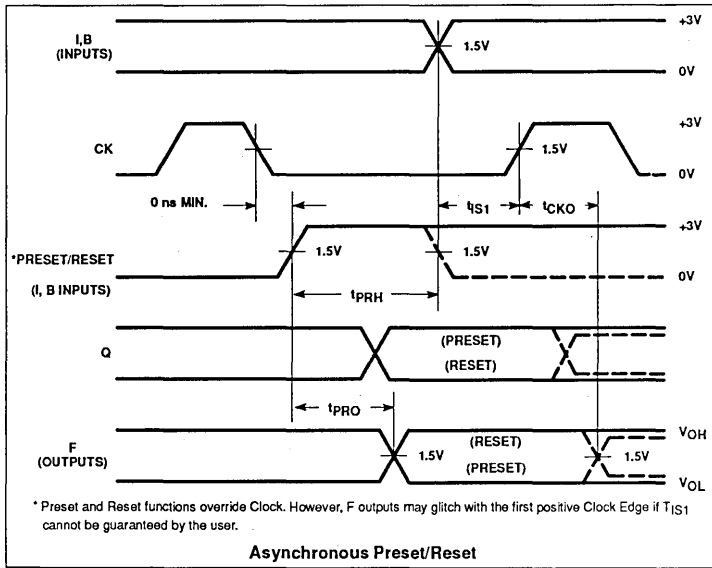 I,B
(INPUTS)
+3V
1.5V
0V
CK
+3V
1.5V
0V
0 ns MIN.
tIS1
tCKO
*PRESET/RESET
(I, B INPUTS)
+3V
1.5V
1.5V
0V
tPRH
Q
(PRESET)
(RESET)
tPRO
F
(OUTPUTS)
VOH
(RESET)
1.5V
(PRESET)
1.5V
VOL
* Preset and Reset functions override Clock. However, F outputs may glitch with the first positive Clock Edge if TIS1
cannot be guaranteed by the user.
Asynchronous Preset/Reset